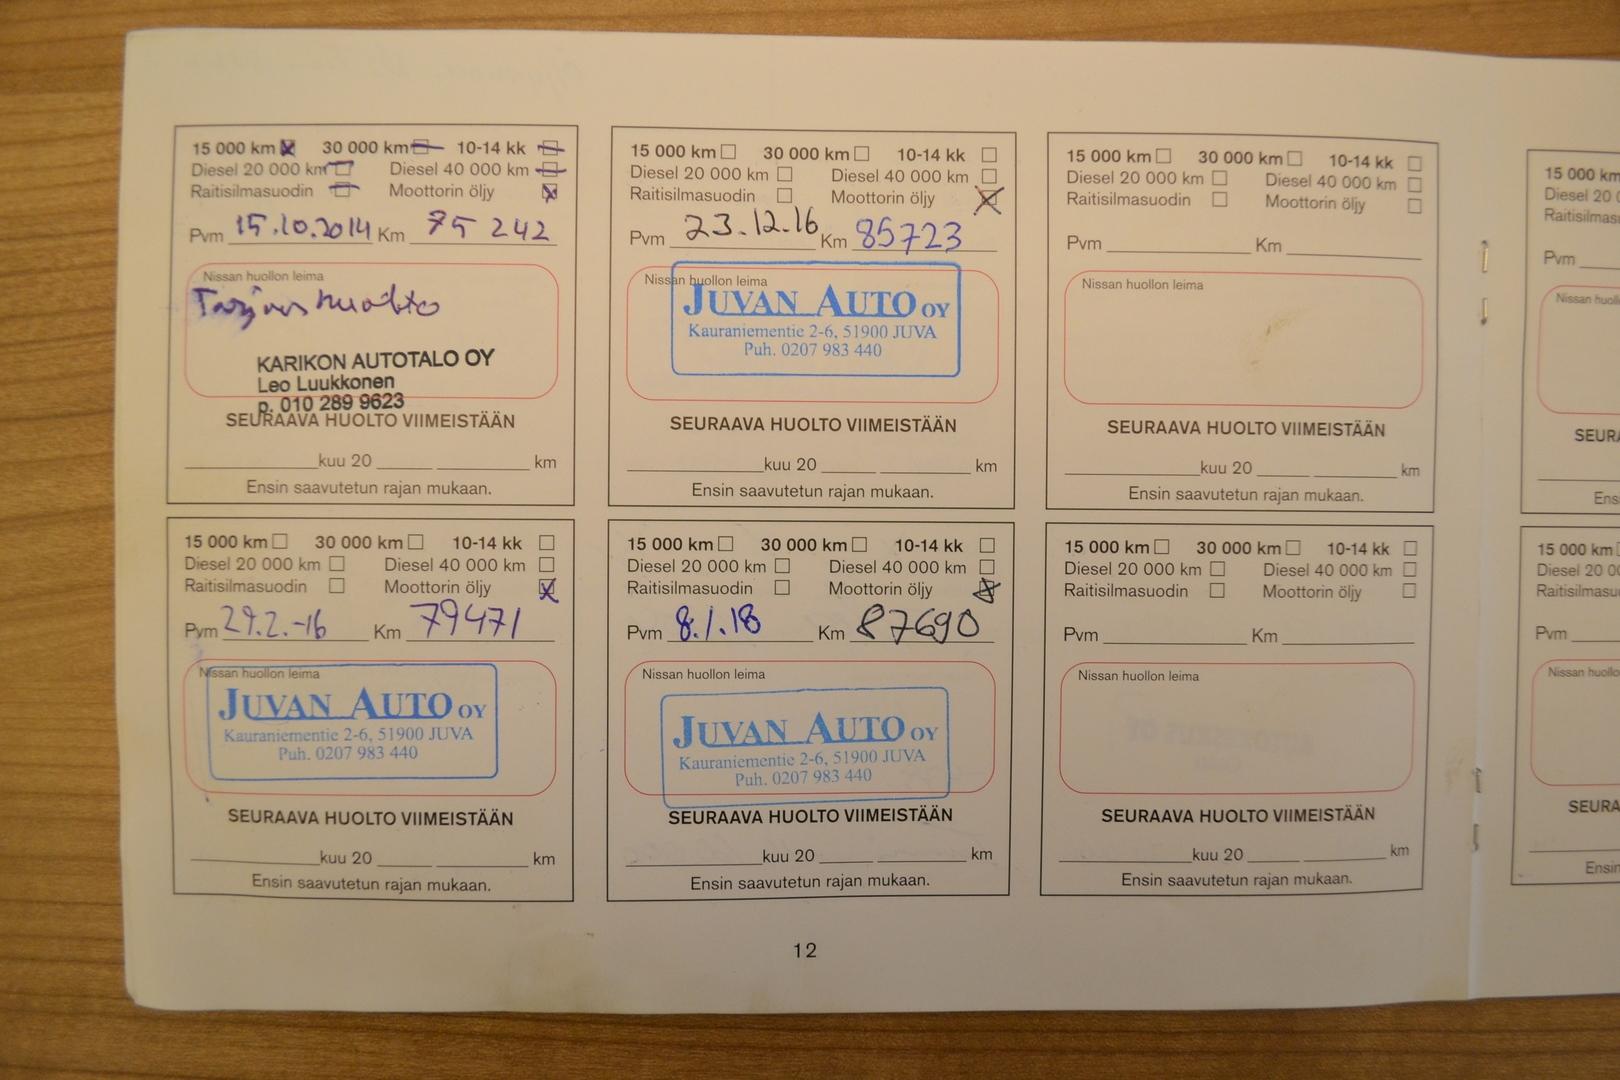 15 000 km 30 000 km 10-14 kk
Diesel 20 000 km Diesel 40 000 km
Raitisilmasuodin Moottorin öljy
Pvm 15.10.2014 Km 75 242
Nissan huollon leima
KARIKON AUTOTALO OY
Leo Luukkonen
p. 010 289 9623
SEURAAVA HUOLTO VIIMEISTÄÄN
kuu 20 km
Ensin saavutetun rajan mukaan.
15 000 km 30 000 km 10-14 kk
Diesel 20 000 km Diesel 40 000 km
Raitisilmasuodin Moottorin öljy
Pvm 23.12.16 Km 85723
Nissan huollon leima
JUVAN AUTO OY
Kauraniementie 2-6, 51900 JUVA
Puh. 0207 983 440
SEURAAVA HUOLTO VIIMEISTÄÄN
kuu 20 km
Ensin saavutetun rajan mukaan.
15 000 km 30 000 km 10-14 kk
Diesel 20 000 km Diesel 40 000 km
Raitisilmasuodin Moottorin öljy
Pvm Km
Nissan huollon leima
SEURAAVA HUOLTO VIIMEISTÄÄN
kuu 20 km
Ensin saavutetun rajan mukaan.
15 000 km
Diesel 20
Pvm
Nissan
15 000 km 30 000 km 10-14 kk
Diesel 20 000 km Diesel 40 000 km
Raitisilmasuodin Moottorin öljy
Pvm 29.2.-16 Km 79471
Nissan huollon leima
JUVAN AUTO OY
Kauraniementie 2-6, 51900 JUVA
Puh. 0207 983 440
SEURAAVA HUOLTO VIIMEISTÄÄN
kuu 20 km
Ensin saavutetun rajan mukaan.
15 000 km 30 000 km 10-14 kk
Diesel 20 000 km Diesel 40 000 km
Raitisilmasuodin Moottorin öljy
Pvm 8.1.18 Km 87690
Nissan huollon leima
JUVAN AUTO OY
Kauraniementie 2-6, 51900 JUVA
Puh. 0207 983 440
SEURAAVA HUOLTO VIIMEISTÄÄN
kuu 20 km
Ensin saavutetun rajan mukaan.
15 000 km 30 000 km 10-14 kk
Diesel 20 000 km Diesel 40 000 km
Raitisilmasuodin Moottorin öljy
Pvm Km
Nissan huollon leima
SEURAAVA HUOLTO VIIMEISTÄÄN
kuu 20 km
Ensin saavutetun rajan mukaan.
15 000 km
Diesel 20
Pvm
Nissan
12